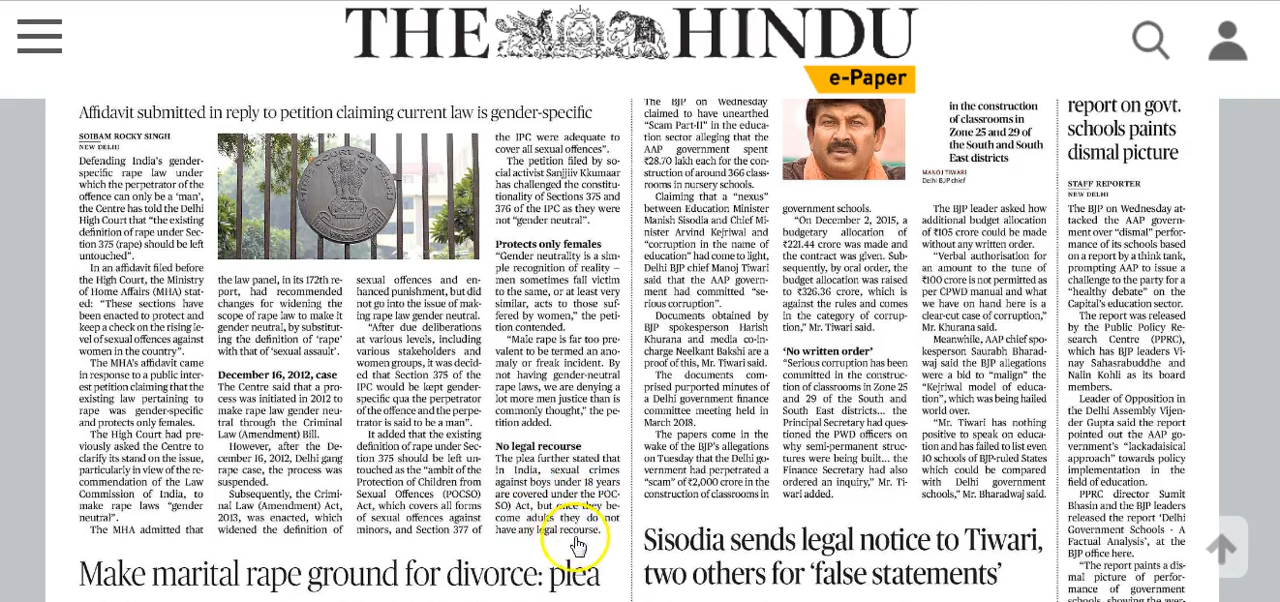 THE HINDU
e-Paper
Affidavit submitted in reply to petition claiming current law is gender-specific
SOIBAM ROCKY SINGH
NEW DELHI
Defending India's gender-
specific rape law under
which the perpetrator of the
offence can only be a 'man',
the Centre has told the Delhi
High Court that "the existing
definition of rape under Sec-
tion 375 (rape) should be left
untouched".
In an affidavit filed before
the High Court, the Ministry
of Home Affairs (MHA) stat-
ed: "These sections have
been enacted to protect and
keep a check on the rising le-
vel of sexual offences against
women in the country".
The MHA's affidavit came
in response to a public inter-
est petition claiming that the
existing law pertaining to
rape was gender-specific
and protects only females.
The High Court had pre-
viously asked the Centre to
clarify its stand on the issue,
particularly in view of the re-
commendation of the Law
Commission of India, to
make rape laws "gender
neutral".
The MHA admitted that
the law panel, in its 172th re-
port, had recommended
changes for widening the
scope of rape law to make it
gender neutral, by substitut-
ing the definition of 'rape'
with that of 'sexual assault'.
December 16, 2012, case
The Centre said that a pro-
cess was initiated in 2012 to
make rape law gender neu-
tral through the Criminal
Law (Amendment) Bill.
However, after the De-
cember 16, 2012, Delhi gang
rape case, the process was
suspended.
Subsequently, the Crimi-
nal Law (Amendment) Act,
2013, was enacted, which
widened the definition of
sexual offences and en-
hanced punishment, but did
not go into the issue of mak-
ing rape law gender neutral.
"After due deliberations
at various levels, including
various stakeholders and
women groups, it was decid-
ed that Section 375 of the
IPC would be kept gender-
specific qua the perpetrator
of the offence and the perpe-
trator is said to be a man".
It added that the existing
definition of rape under Sec-
tion 375 should be left un-
touched as the "ambit of the
Protection of Children from
Sexual Offences (POCSO)
Act, which covers all forms
of sexual offences against
minors, and Section 377 of
the IPC were adequate to
cover all sexual offences".
The petition filed by so-
cial activist Sanjjiiv Kkumaar
has challenged the constitu-
tionality of Sections 375 and
376 of the IPC as they were
not "gender neutral".
Protects only females
"Gender neutrality is a sim-
ple recognition of reality –
men sometimes fall victim
to the same, or at least very
similar, acts to those suf-
fered by women," the peti-
tion contended.
"Male rape is far too pre-
valent to be termed an ano-
maly or freak incident. By
not having gender-neutral
rape laws, we are denying a
lot more men justice than is
commonly thought," the pe-
tition added.
No legal recourse
The plea further stated that
in India, sexual crimes
against boys under 18 years
are covered under the POC-
SO) Act, but once they be-
come adults they do not
have any legal recourse.
Make marital rape ground for divorce: plea
The BJP on Wednesday
claimed to have unearthed
"Scam Part-II" in the educa-
tion sector alleging that the
AAP government spent
₹28.70 lakh each for the con-
struction of around 366 class-
rooms in nursery schools.
Claiming that a "nexus"
between Education Minister
Manish Sisodia and Chief Mi-
nister Arvind Kejriwal and
"corruption in the name of
education" had come to light,
Delhi BJP chief Manoj Tiwari
said that the AAP govern-
ment had committed "se-
rious corruption".
Documents obtained by
BJP spokesperson Harish
Khurana and media co-in-
charge Neelkant Bakshi are a
proof of this, Mr. Tiwari said.
The documents com-
prised purported minutes of
a Delhi government finance
committee meeting held in
March 2018.
The papers come in the
wake of the BJP's allegations
on Tuesday that the Delhi go-
vernment had perpetrated a
"scam" of ₹2,000 crore in the
construction of classrooms in
government schools.
"On December 2, 2015, a
budgetary allocation of
₹221.44 crore was made and
the contract was given. Sub-
sequently, by oral order, the
budget allocation was raised
to ₹326.36 crore, which is
against the rules and comes
in the category of corrup-
tion," Mr. Tiwari said.
'No written order'
"Serious corruption has been
committed in the construc-
tion of classrooms in Zone 25
and 29 of the South and
South East districts... the
Principal Secretary had ques-
tioned the PWD officers on
why semi-permanent struc-
tures were being built... the
Finance Secretary had also
ordered an inquiry," Mr. Ti-
wari added.
in the construction
of classrooms in
Zone 25 and 29 of
the South and South
East districts
MANOJ TIWARI
Delhi BJP chief
The BJP leader asked how
additional budget allocation
of ₹105 crore could be made
without any written order.
"Verbal authorisation for
an amount to the tune of
₹100 crore is not permitted as
per CPWD manual and what
we have on hand here is a
clear-cut case of corruption,"
Mr. Khurana said.
Meanwhile, AAP chief spo-
kesperson Saurabh Bharad-
waj said the BJP allegations
were a bid to "malign" the
"Kejriwal model of educa-
tion", which was being hailed
world over.
"Mr. Tiwari has nothing
positive to speak on educa-
tion and has failed to list even
10 schools of BJP-ruled States
which could be compared
with Delhi government
schools," Mr. Bharadwaj said.
Sisodia sends legal notice to Tiwari,
two others for 'false statements'
report on govt.
schools paints
dismal picture
STAFF REPORTER
NEW DELHI
The BJP on Wednesday at-
tacked the AAP govern-
ment over "dismal" perfor-
mance of its schools based
on a report by a think tank,
prompting AAP to issue a
challenge to the party for a
"healthy debate" on the
Capital's education sector.
The report was released
by the Public Policy Re-
search Centre (PPRC),
which has BJP leaders Vi-
nay Sahasrabuddhe and
Nalin Kohli as its board
members.
Leader of Opposition in
the Delhi Assembly Vijen-
der Gupta said the report
pointed out the AAP go-
vernment's "lackadaisical
approach" towards policy
implementation in the
field of education.
PPRC director Sumit
Bhasin and the BJP leaders
released the report 'Delhi
Government Schools - A
Factual Analysis', at the
BJP office here.
"The report paints a dis-
mal picture of perfor-
mance of government